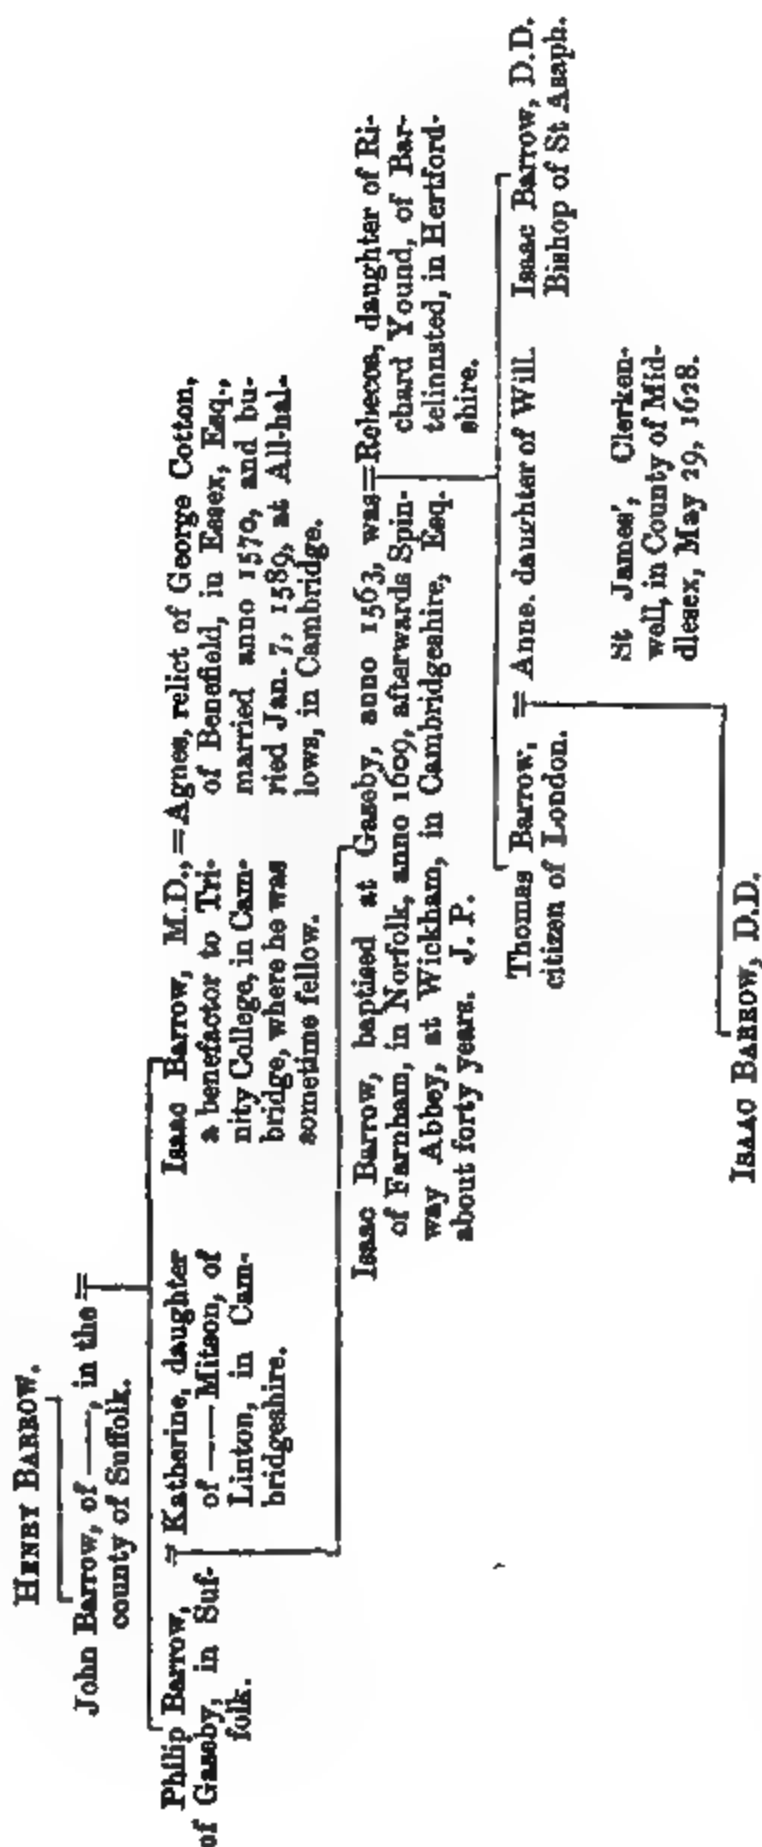 HENRY BARROW.
John Barrow, of ——, in the =
county of Suffolk.
Philip Barrow,
of Gaseby, in Suf-
folk.
= Katherine, daughter
of —— Mitson, of
Linton, in Cam-
bridgeshire.
Isaac Barrow, M.D.,
a benefactor to Tri-
nity College, in Cam-
bridge, where he was
sometime fellow.
=Agnes, relict of George Cotton,
of Benefield, in Essex, Esq.,
married anno 1570, and bu-
ried Jan. 7, 1589, at All-hal-
lows, in Cambridge.
Isaac Barrow, baptised at Gaseby, anno 1563, was
of Farnham, in Norfolk, anno 1609, afterwards Spin-
way Abbey, at Wickham, in Cambridgeshire, Esq.
about forty years. J.P.
=Rebecca, daughter of Ri-
chard Yound, of Bar-
telinnsted, in Hertford-
shire.
Thomas Barrow,
citizen of London.
= Anne. daughter of Will.
Isaac Barrow, D.D.
Bishop of St Asaph.
St James', Clerken-
well, in County of Mid-
dlesex, May 29, 1628.
ISAAC BARROW, D.D.